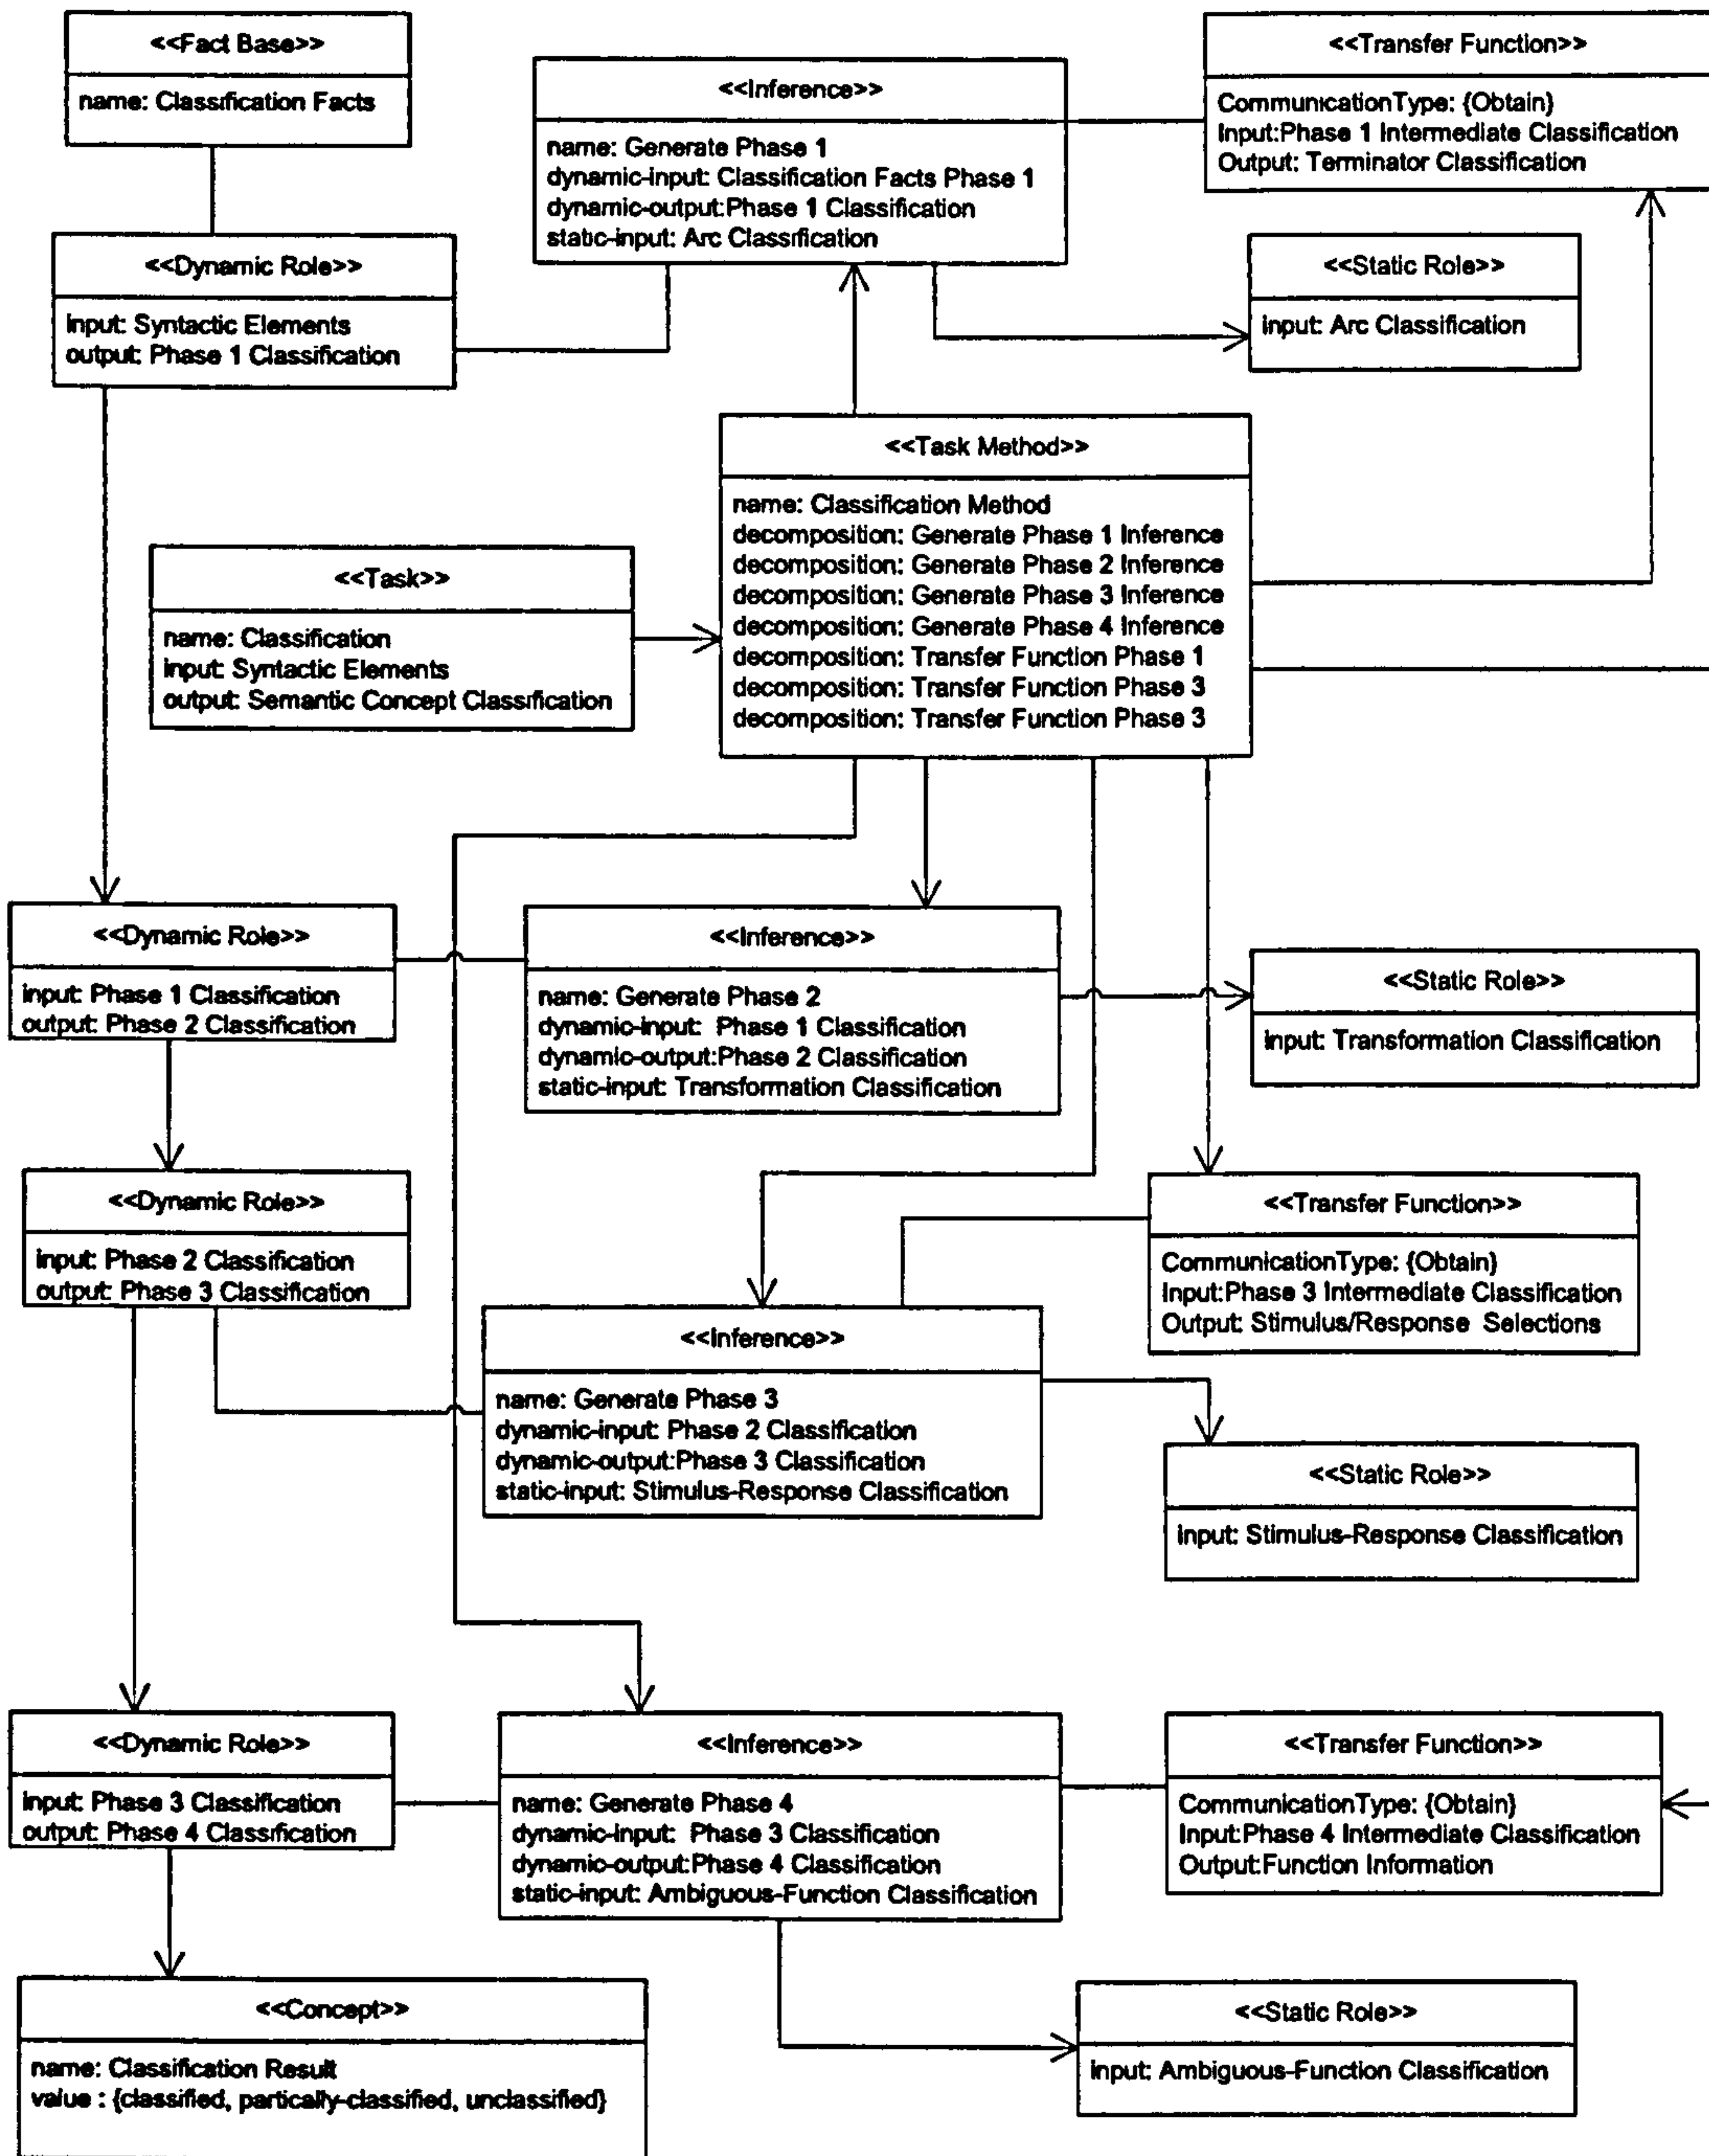 <<Fact Base>>
name: Classification Facts
<<Inference>>
name: Generate Phase 1
dynamic-input: Classification Facts Phase 1
dynamic-output:Phase 1 Classification
static-input: Arc Classification
<<Transfer Function>>
CommunicationType: {Obtain}
Input:Phase 1 Intermediate Classification
Output: Terminator Classification
<<Dynamic Role>>
input: Syntactic Elements
output: Phase 1 Classification
<<Static Role>>
input: Arc Classification
<<Task Method>>
name: Classification Method
decomposition: Generate Phase 1 Inference
decomposition: Generate Phase 2 Inference
decomposition: Generate Phase 3 Inference
decomposition: Generate Phase 4 Inference
decomposition: Transfer Function Phase 1
decomposition: Transfer Function Phase 3
decomposition: Transfer Function Phase 3
<<Task>>
name: Classification
input: Syntactic Elements
output: Semantic Concept Classification
<<Dynamic Role>>
input: Phase 1 Classification
output: Phase 2 Classification
<<Inference>>
name: Generate Phase 2
dynamic-input:  Phase 1 Classification
dynamic-output:Phase 2 Classification
static-input: Transformation Classification
<<Static Role>>
input: Transformation Classification
<<Dynamic Role>>
input: Phase 2 Classification
output: Phase 3 Classification
<<Transfer Function>>
CommunicationType: {Obtain}
Input:Phase 3 Intermediate Classification
Output: Stimulus/Response  Selections
<<Inference>>
name: Generate Phase 3
dynamic-input: Phase 2 Classification
dynamic-output:Phase 3 Classification
static-input: Stimulus-Response Classification
<<Static Role>>
input: Stimulus-Response Classification
<<Dynamic Role>>
input: Phase 3 Classification
output: Phase 4 Classification
<<Inference>>
name: Generate Phase 4
dynamic-input:  Phase 3 Classification
dynamic-output:Phase 4 Classification
static-input: Ambiguous-Function Classification
<<Transfer Function>>
CommunicationType: {Obtain}
Input:Phase 4 Intermediate Classification
Output:Function Information
<<Concept>>
name: Classification Result
value : {classified, partically-classified, unclassified}
<<Static Role>>
input: Ambiguous-Function Classification